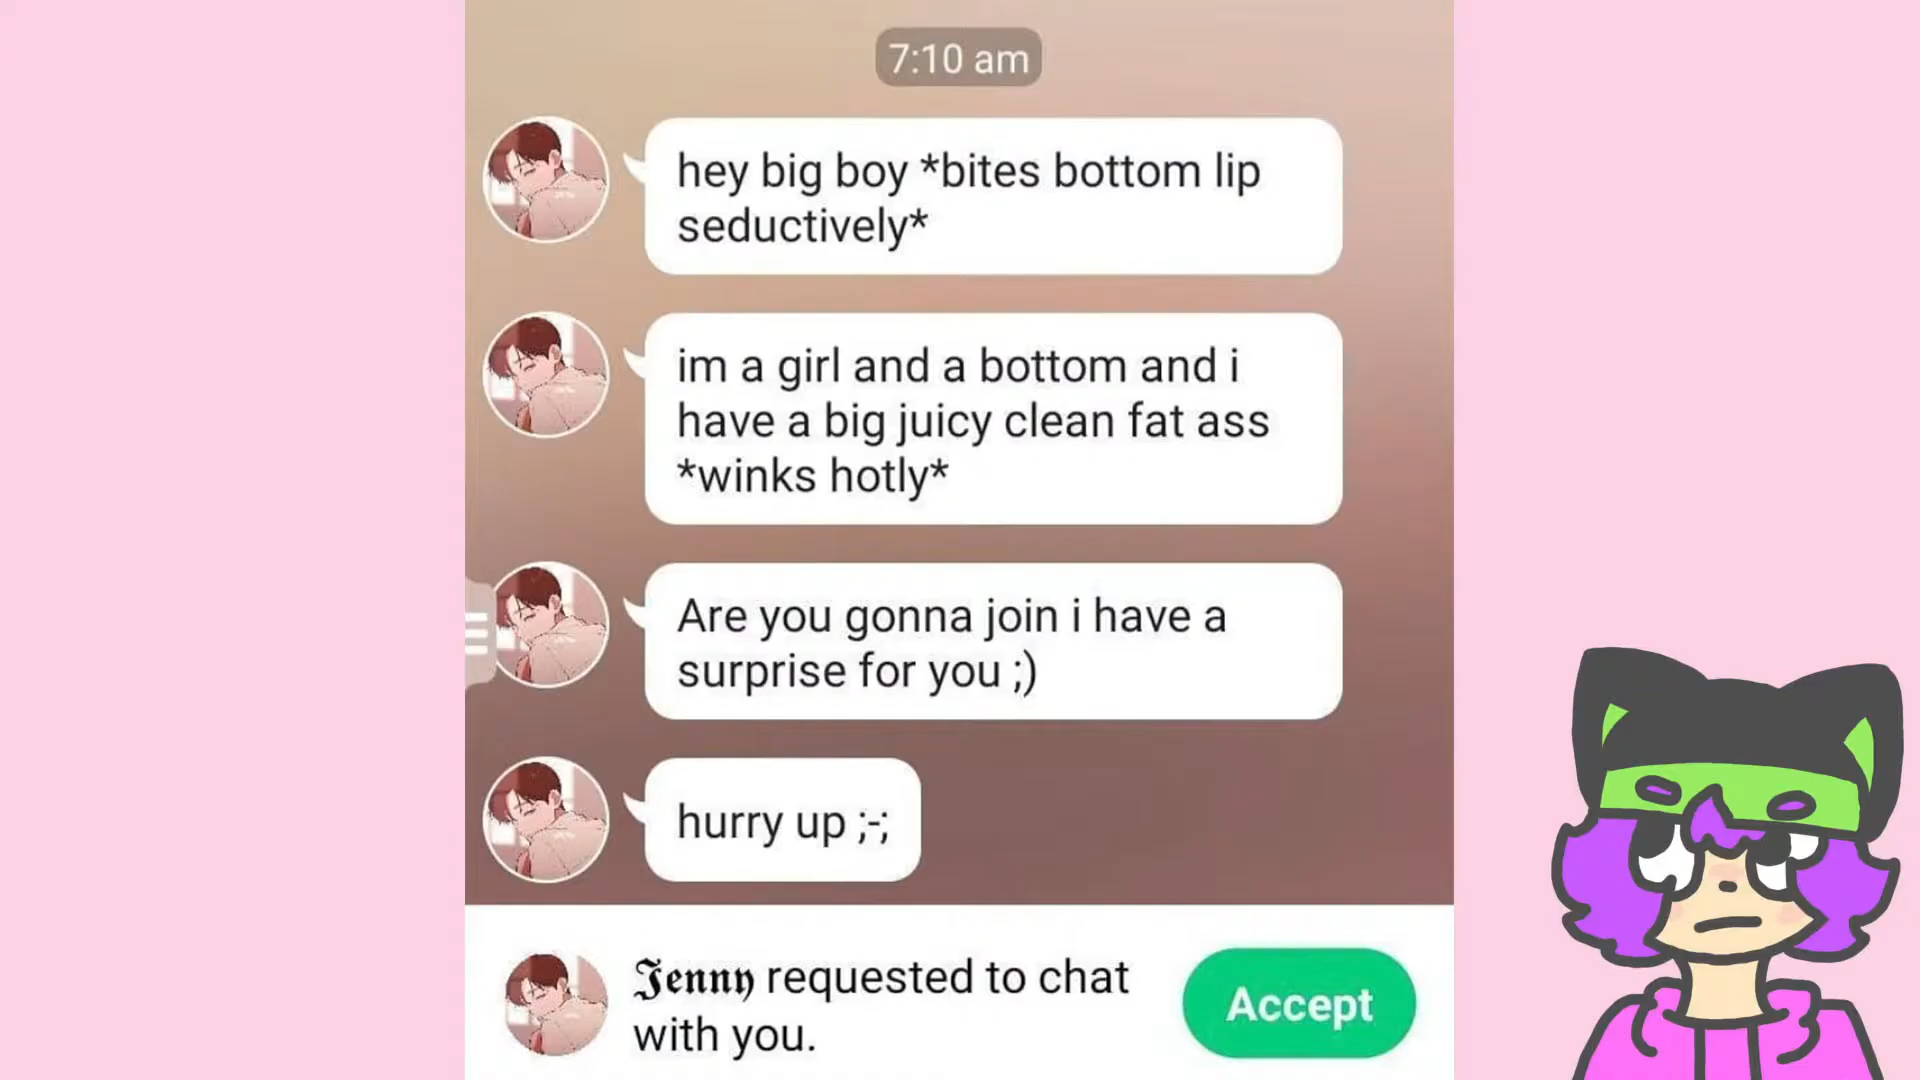 7:10 am
hey big boy *bites bottom lip
seductively*
im a girl and a bottom and i
have a big juicy clean fat ass
*winks hotly*
Are you gonna join i have a
surprise for you ;)
hurry up ;-;
𝕵𝖊𝖓𝖓𝖞 requested to chat
with you.
Accept